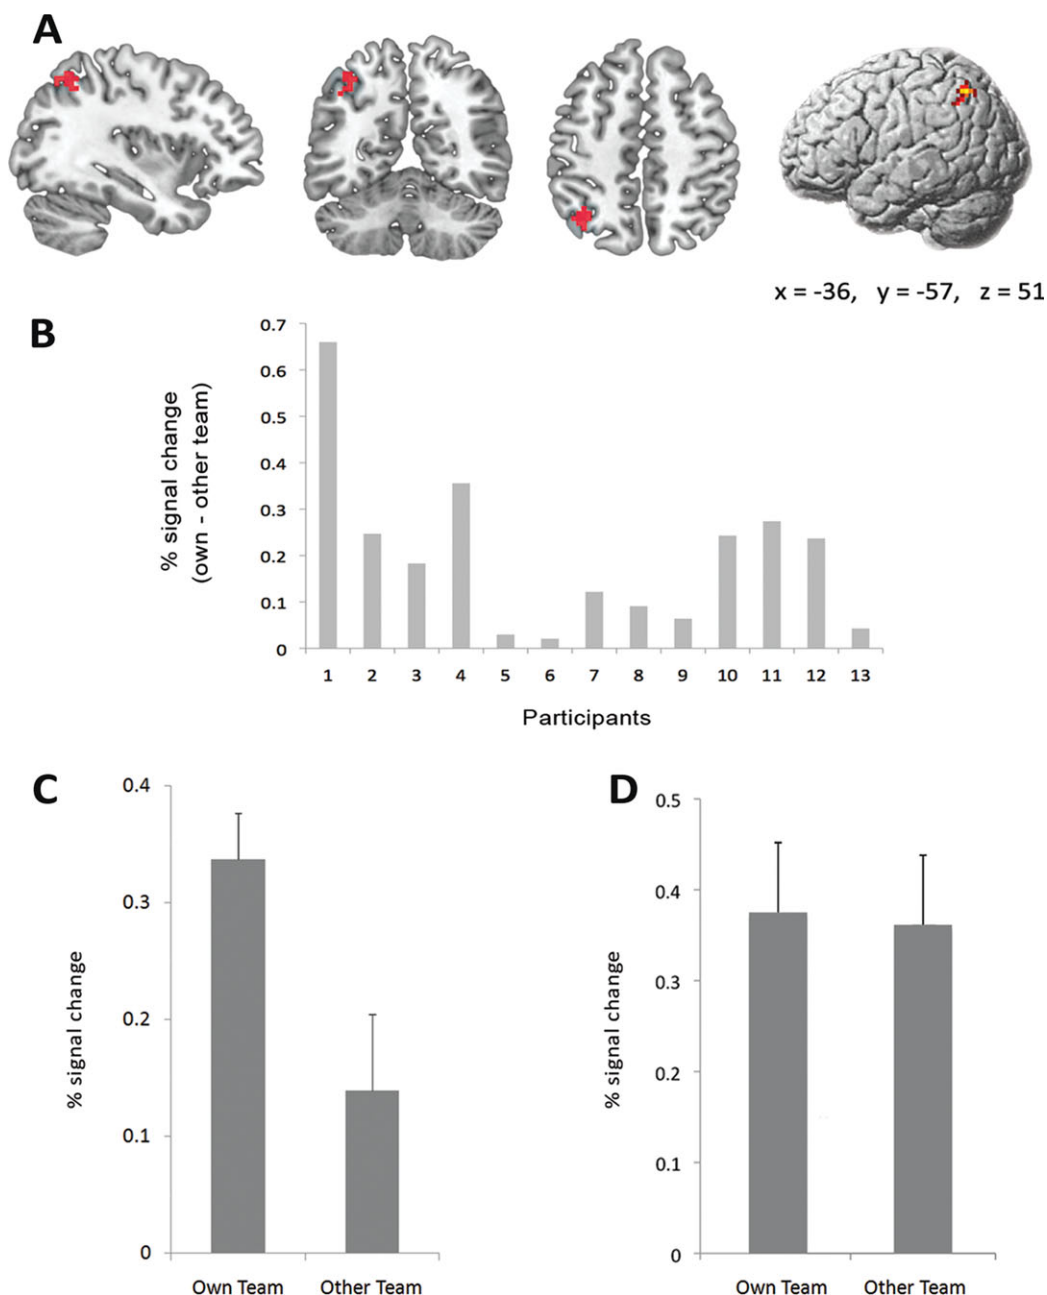 A
x = -36, y = -57, z = 51
B
% signal change
(own - other team)
0.7
0.6
0.5
0.4
0.3
0.2
0.1
0
1 2 3 4 5 6 7 8 9 10 11 12 13
Participants
C
% signal change
0.4
0.3
0.2
0.1
0
Own Team Other Team
D
% signal change
0.5
0.4
0.3
0.2
0.1
0
Own Team Other Team